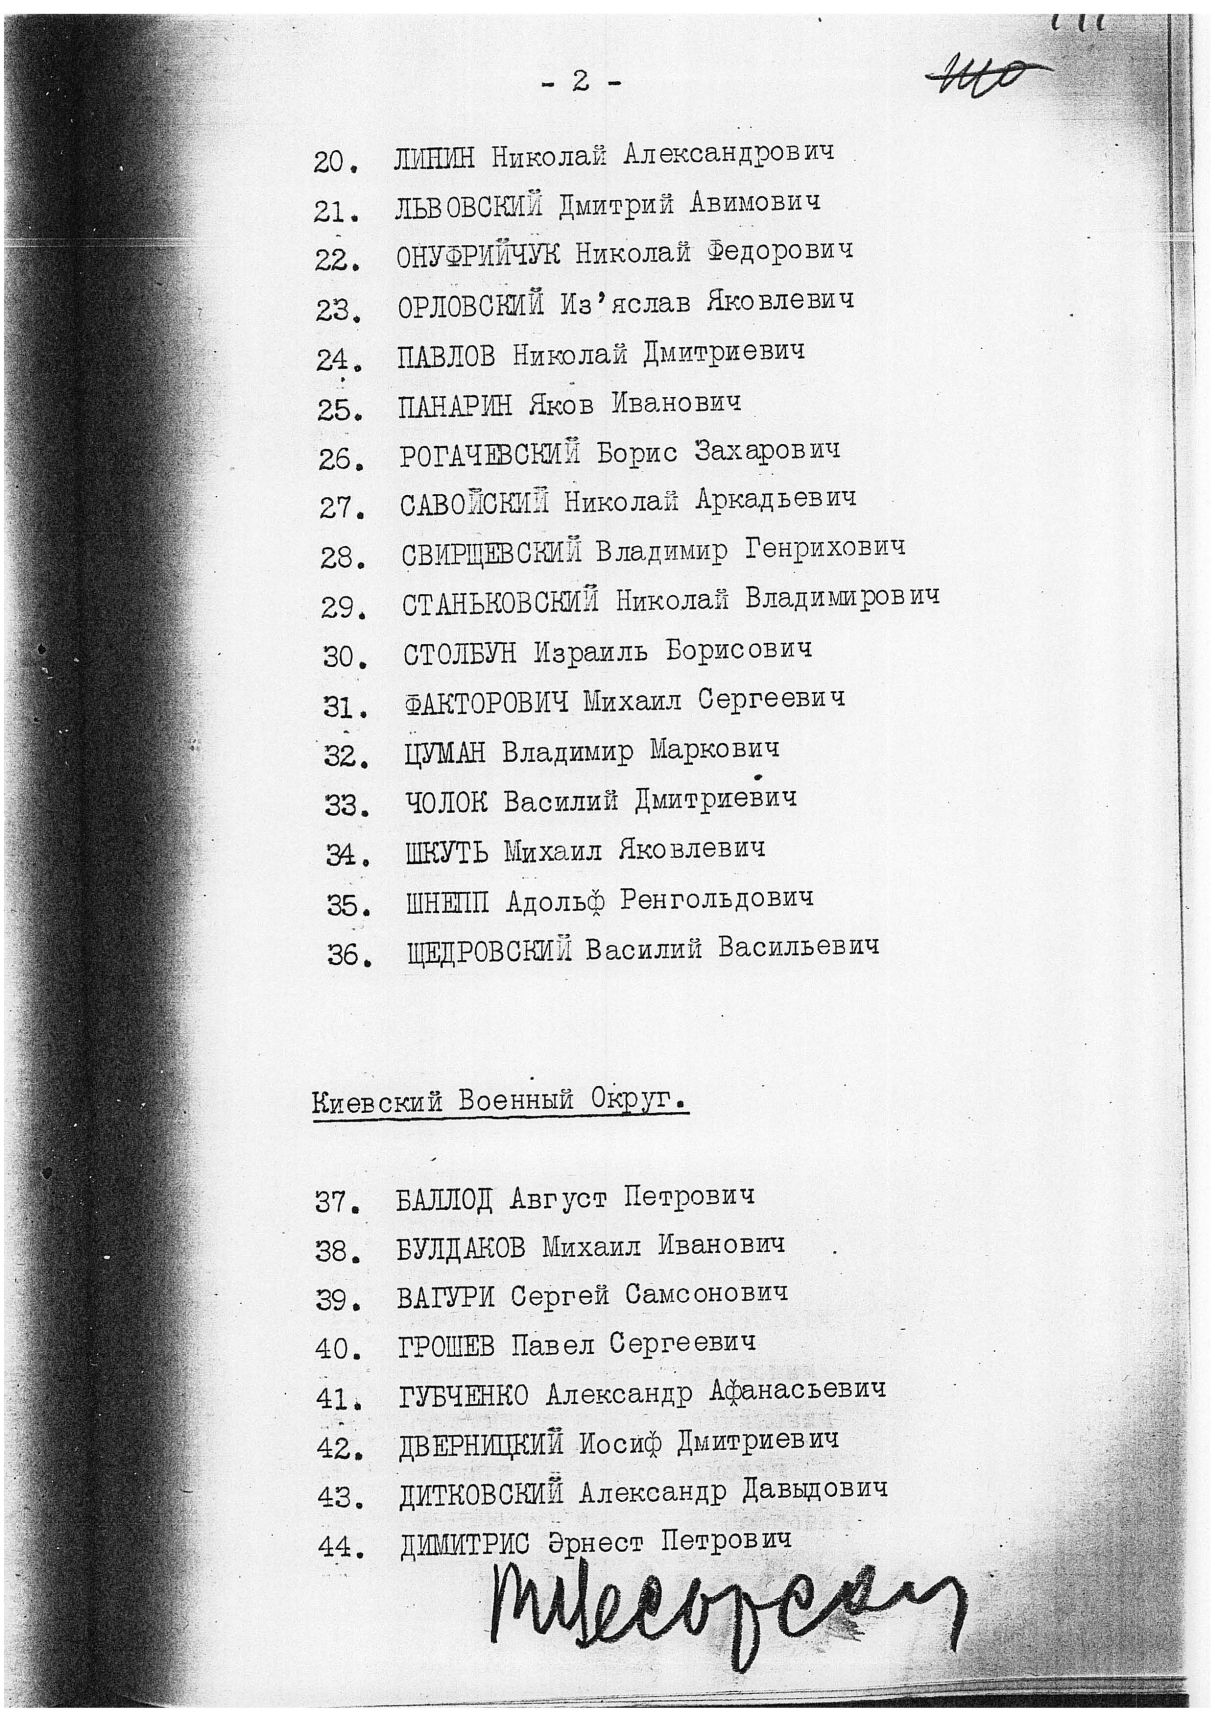 - 2 -
20. ЛИПИН Николай Александрович
21. ЛЬВОВСКИЙ Дмитрий Авимович
22. ОНУФРИЙЧУК Николай Федорович
23. ОРЛОВСКИЙ Из'яслав Яковлевич
24. ПАВЛОВ Николай Дмитриевич
25. ПАНАРИН Яков Иванович
26. РОГАЧЕВСКИЙ Борис Захарович
27. САВОЙСКИЙ Николай Аркадьевич
28. СВИРЩЕВСКИЙ Владимир Генрихович
29. СТАНЬКОВСКИЙ Николай Владимирович
30. СТОЛБУН Израиль Борисович
31. ФАКТОРОВИЧ Михаил Сергеевич
32. ЦУМАН Владимир Маркович
33. ЧОЛОК Василий Дмитриевич
34. ШКУТЬ Михаил Яковлевич
35. ШНЕПП Адольф Ренгольдович
36. ЩЕДРОВСКИЙ Василий Васильевич
Киевский Военный Округ.
37. БАЛЛОД Август Петрович
38. БУЛДАКОВ Михаил Иванович
39. ВАГУРИ Сергей Самсонович
40. ГРОШЕВ Павел Сергеевич
41. ГУБЧЕНКО Александр Афанасьевич
42. ДВЕРНИЦКИЙ Иосиф Дмитриевич
43. ДИТКОВСКИЙ Александр Давыдович
44. ДИМИТРИС Эрнест Петрович